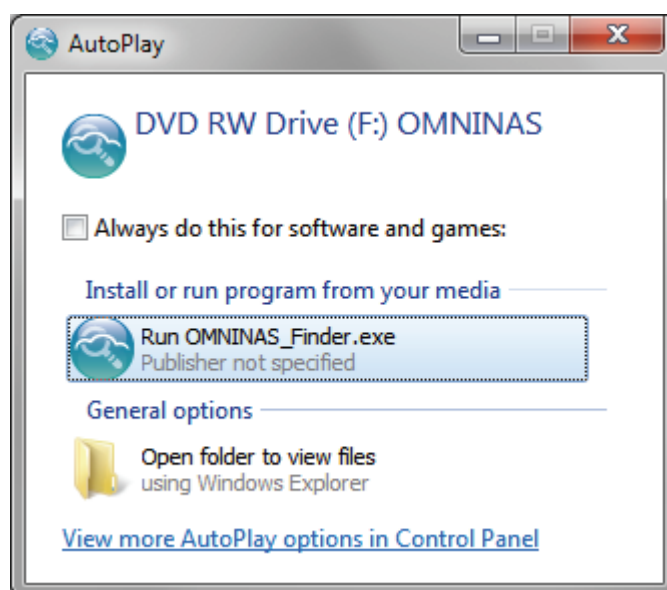 AutoPlay
DVD RW Drive (F:) OMNINAS
Always do this for software and games:
Install or run program from your media
Run OMNINAS_Finder.exe
Publisher not specified
General options
Open folder to view files
using Windows Explorer
View more AutoPlay options in Control Panel